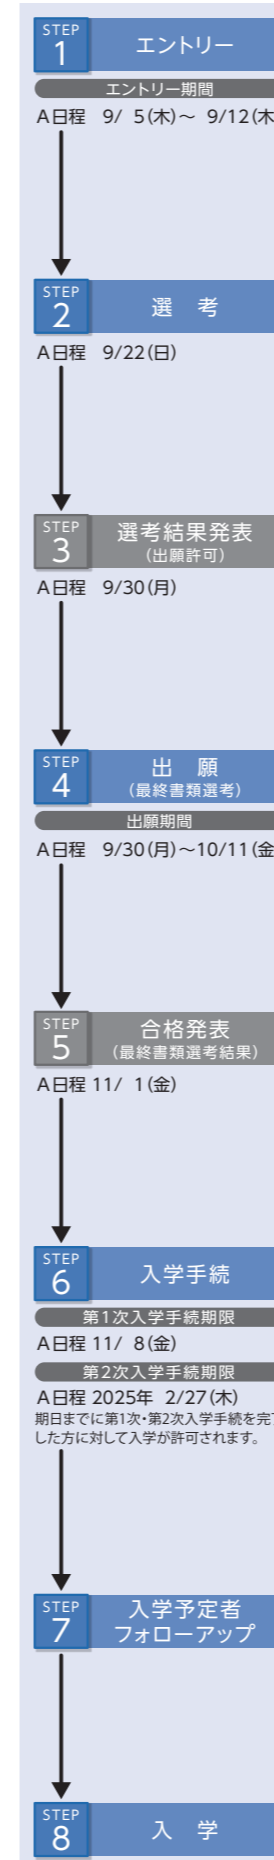 STEP
1
エントリー
エントリー期間
A日程 9/ 5(木)～ 9/12(木
STEP
2
選 考
A日程 9/22(日)
STEP
3
選考結果発表
(出願許可)
A日程 9/30(月)
STEP
4
出 願
(最終書類選考)
出願期間
A日程 9/30(月)～10/11(金
STEP
5
合格発表
(最終書類選考結果)
A日程 11/ 1(金)
STEP
6
入学手続
第1次入学手続期限
A日程 11/ 8(金)
第2次入学手続期限
A日程 2025年 2/27(木)
期日までに第1次・第2次入学手続を完了
した方に対して入学が許可されます。
STEP
7
入学予定者
フォローアップ
STEP
8
入 学